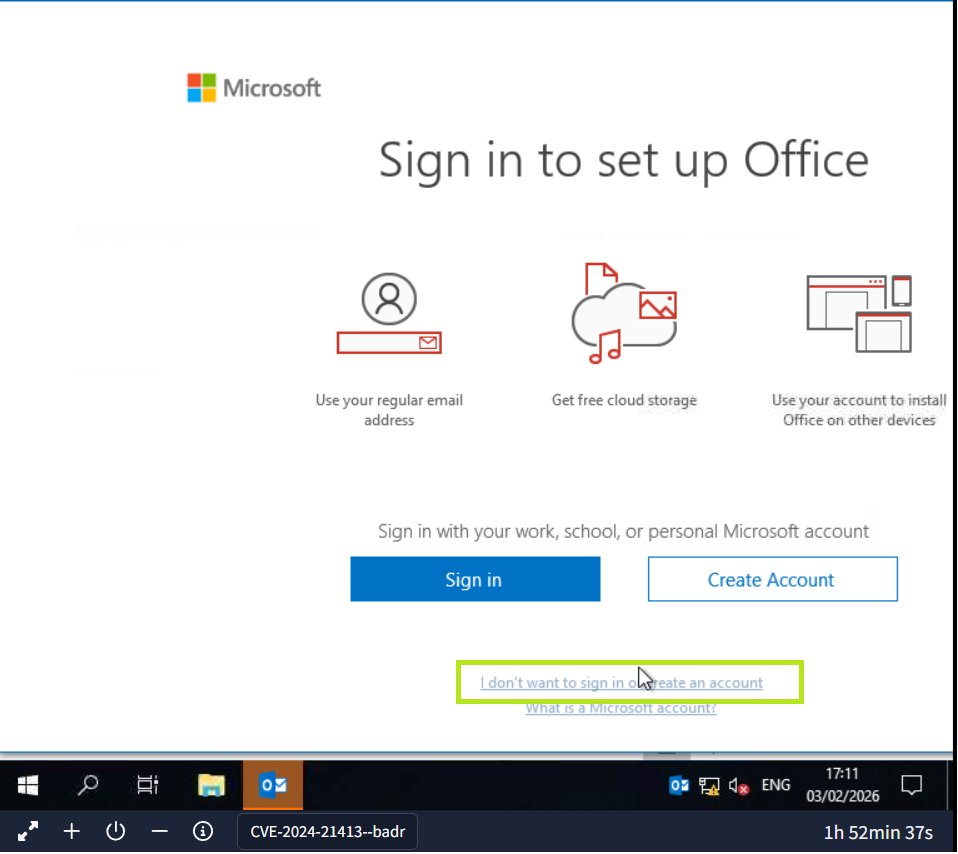 Microsoft
Sign in to set up Office
Use your regular email
address
Get free cloud storage
Use your account to install
Office on other devices
Sign in with your work, school, or personal Microsoft account
Sign in
Create Account
I don't want to sign in or create an account
What is a Microsoft account?
ENG
17:11
03/02/2026
CVE-2024-21413--badr
1h 52min 37s